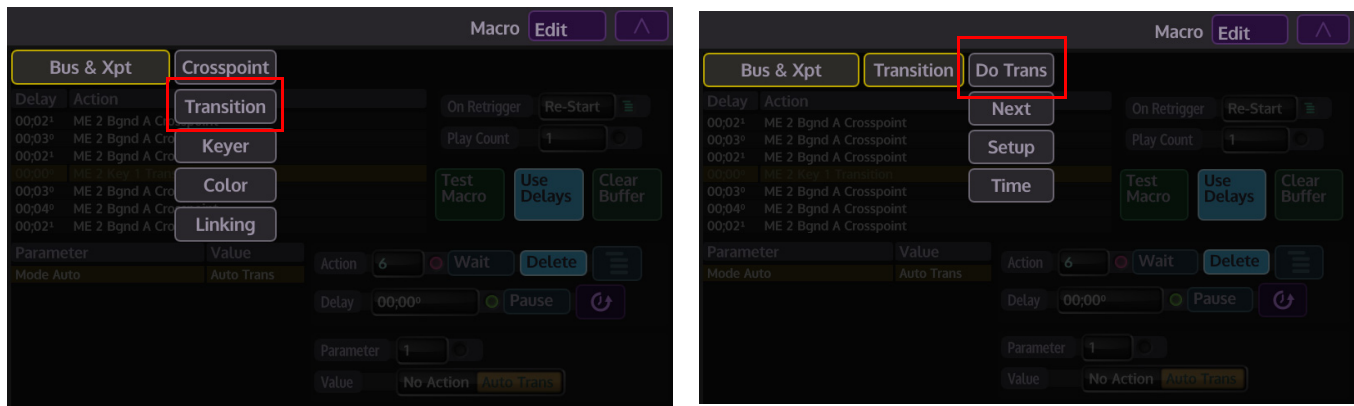 Macro Edit
Bus & Xpt Crosspoint
Transition
Delay Action
On Retrigger Re-Start
00;02¹ ME 2 Bgnd A Crosspoint
00;03⁰ ME 2 Bgnd A Cro
Keyer
Play Count 1
00;02¹ ME 2 Bgnd A Cro
00;00⁰ ME 2 Key 1 Trans
Color
Test Macro Use Delays Clear Buffer
00;03⁰ ME 2 Bgnd A Cro
00;04⁰ ME 2 Bgnd A Cro
00;02¹ ME 2 Bgnd A Cro
Linking
Parameter Value
Mode Auto Auto Trans
Action 6 Wait Delete
Delay 00;00⁰ Pause
Parameter 1
Value No Action Auto Trans
Macro Edit
Bus & Xpt Transition Do Trans
Delay Action
Next
On Retrigger Re-Start
00;02¹ ME 2 Bgnd A Crosspoint
00;03⁰ ME 2 Bgnd A Crosspoint
Setup
Play Count 1
00;02¹ ME 2 Bgnd A Crosspoint
00;00⁰ ME 2 Key 1 Transition
Time
Test Macro Use Delays Clear Buffer
00;03⁰ ME 2 Bgnd A Crosspoint
00;04⁰ ME 2 Bgnd A Crosspoint
00;02¹ ME 2 Bgnd A Crosspoint
Parameter Value
Mode Auto Auto Trans
Action 6 Wait Delete
Delay 00;00⁰ Pause
Parameter 1
Value No Action Auto Trans